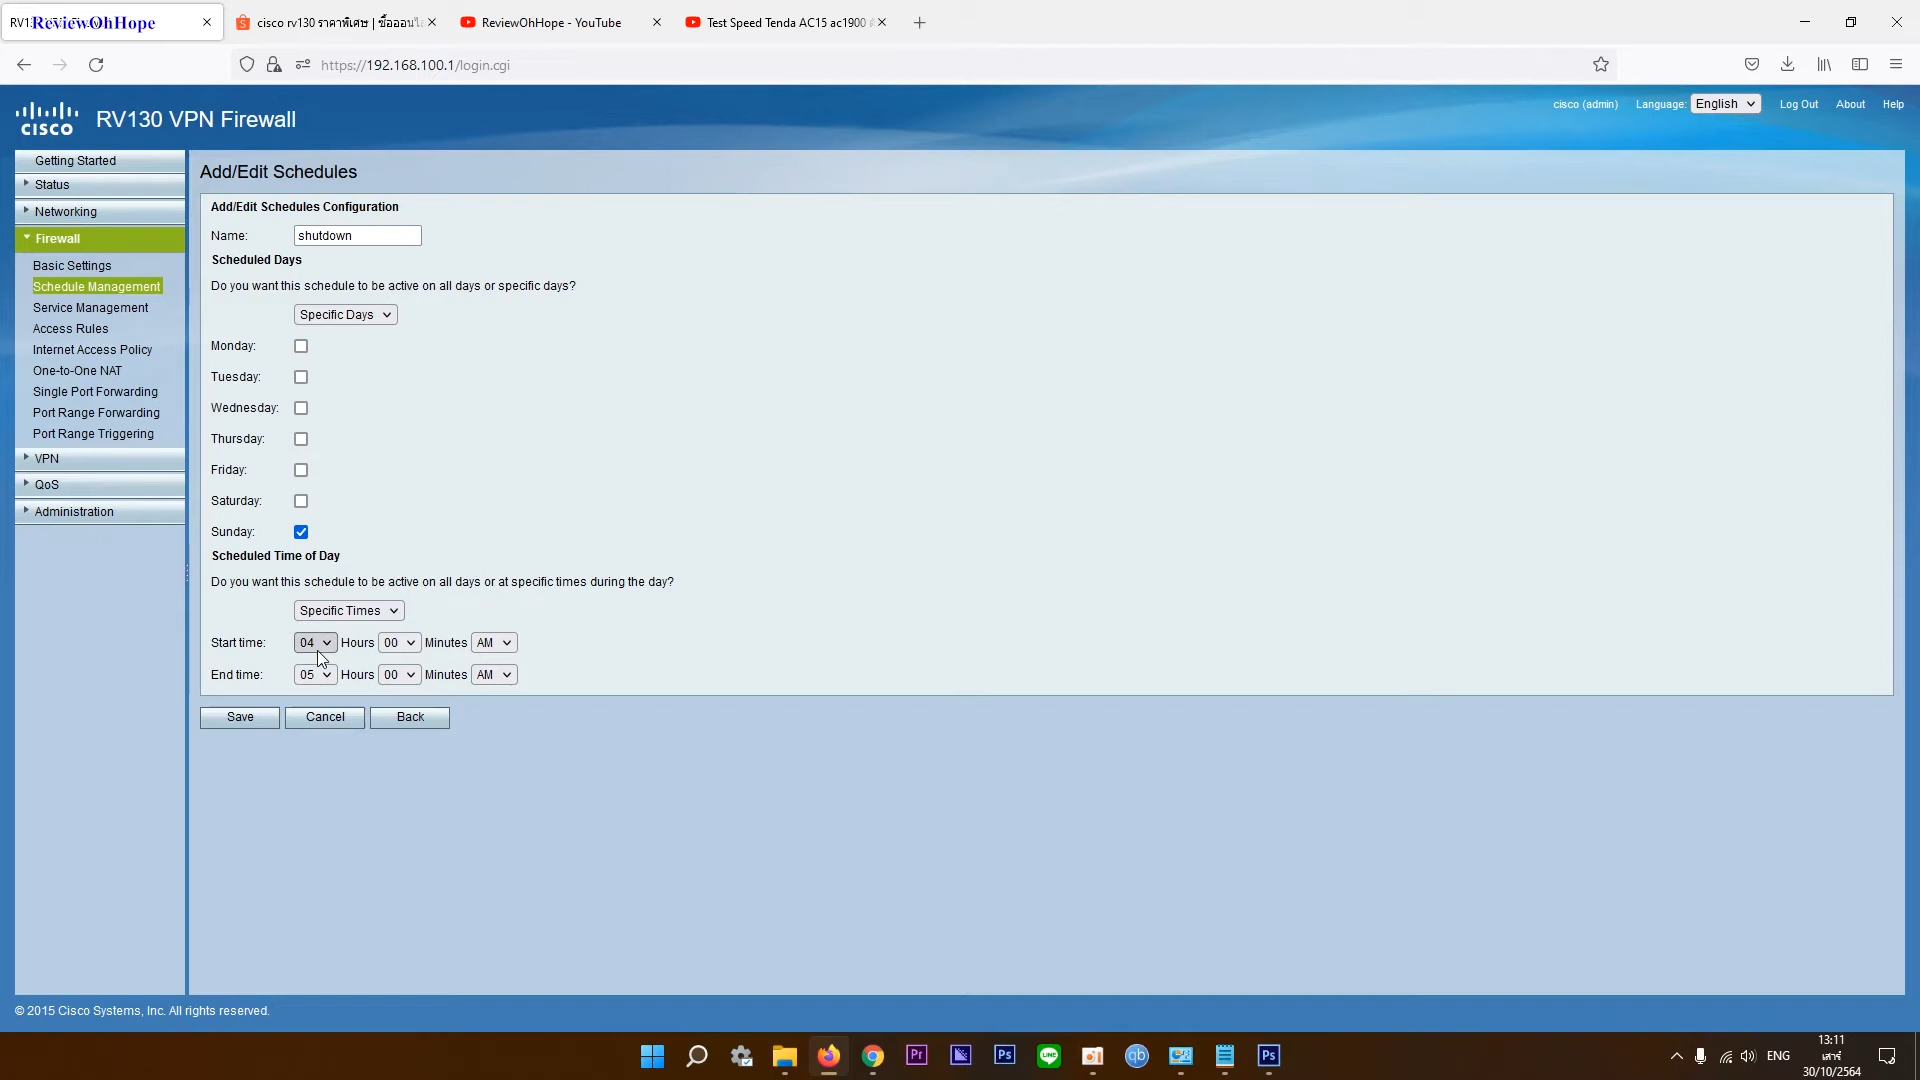 RV1
ReviewOhHope
cisco rv130 ราคาพิเศษ | ซื้อออนไล
ReviewOhHope - YouTube
Test Speed Tenda AC15 ac1900
https://192.168.100.1/login.cgi
CISCO
RV130 VPN Firewall
cisco (admin)
Language: English
Log Out
About
Help
Getting Started
Status
Networking
Firewall
Basic Settings
Schedule Management
Service Management
Access Rules
Internet Access Policy
One-to-One NAT
Single Port Forwarding
Port Range Forwarding
Port Range Triggering
VPN
QoS
Administration
Add/Edit Schedules
Add/Edit Schedules Configuration
Name: shutdown
Scheduled Days
Do you want this schedule to be active on all days or specific days?
Specific Days
Monday:
Tuesday:
Wednesday:
Thursday:
Friday:
Saturday:
Sunday:
Scheduled Time of Day
Do you want this schedule to be active on all days or at specific times during the day?
Specific Times
Start time: 04 Hours 00 Minutes AM
End time: 05 Hours 00 Minutes AM
Save
Cancel
Back
© 2015 Cisco Systems, Inc. All rights reserved.
Pr
Ps
LINE
qb
Ps
ENG
13:11
เสาร์
30/10/2564